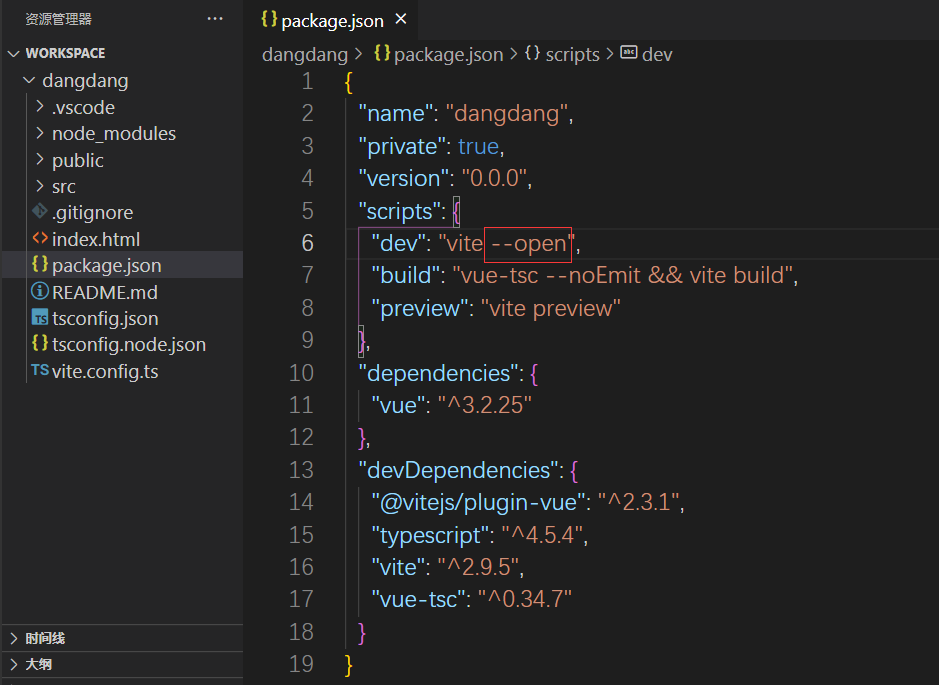 资源管理器 ···
WORKSPACE
dangdang
.vscode
node_modules
public
src
.gitignore
index.html
package.json
README.md
tsconfig.json
tsconfig.node.json
TS vite.config.ts
时间线
大纲
{} package.json ×
dangdang > {} package.json > {} scripts > abc dev
1 {
2 "name": "dangdang",
3 "private": true,
4 "version": "0.0.0",
5 "scripts": {
6 "dev": "vite --open",
7 "build": "vue-tsc --noEmit && vite build",
8 "preview": "vite preview"
9 },
10 "dependencies": {
11 "vue": "^3.2.25"
12 },
13 "devDependencies": {
14 "@vitejs/plugin-vue": "^2.3.1",
15 "typescript": "^4.5.4",
16 "vite": "^2.9.5",
17 "vue-tsc": "^0.34.7"
18 }
19 }